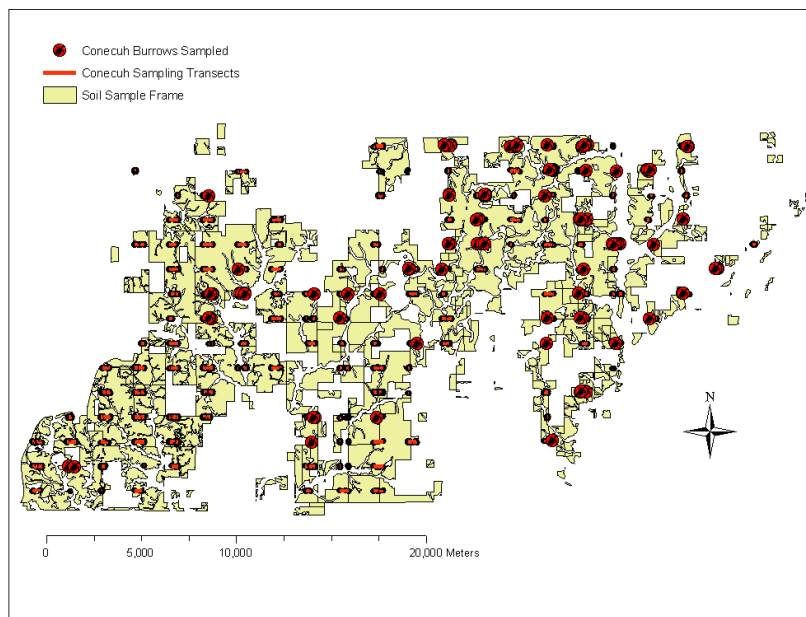 Conecuh Burrows Sampled
Conecuh Sampling Transects
Soil Sample Frame
N
0 5,000 10,000 20,000 Meters